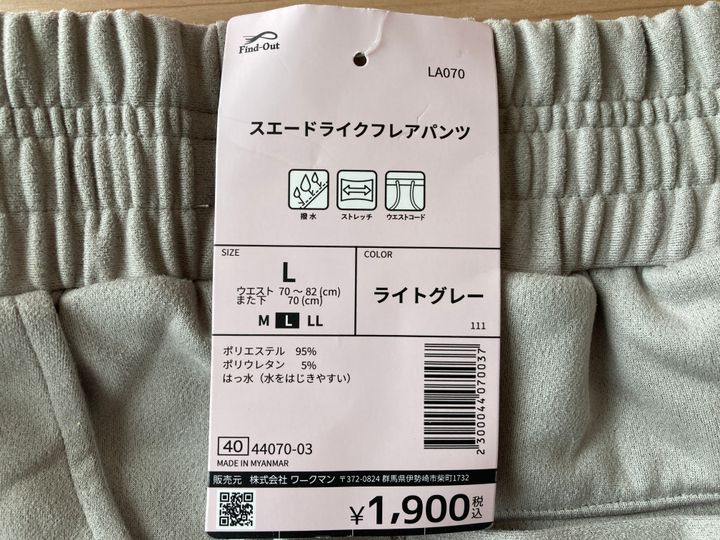 Find-Out
LA070
スエードライクフレアパンツ
撥水 ストレッチ ウエストコード
SIZE
L
ウエスト 70～82(cm)
また下 70(cm)
M L LL
COLOR
ライトグレー
111
ポリエステル 95%
ポリウレタン 5%
はっ水（水をはじきやすい）
2300044070037
40 44070-03
MADE IN MYANMAR
販売元 株式会社 ワークマン 〒372-0824 群馬県伊勢崎市柴町1732
¥1,900税込